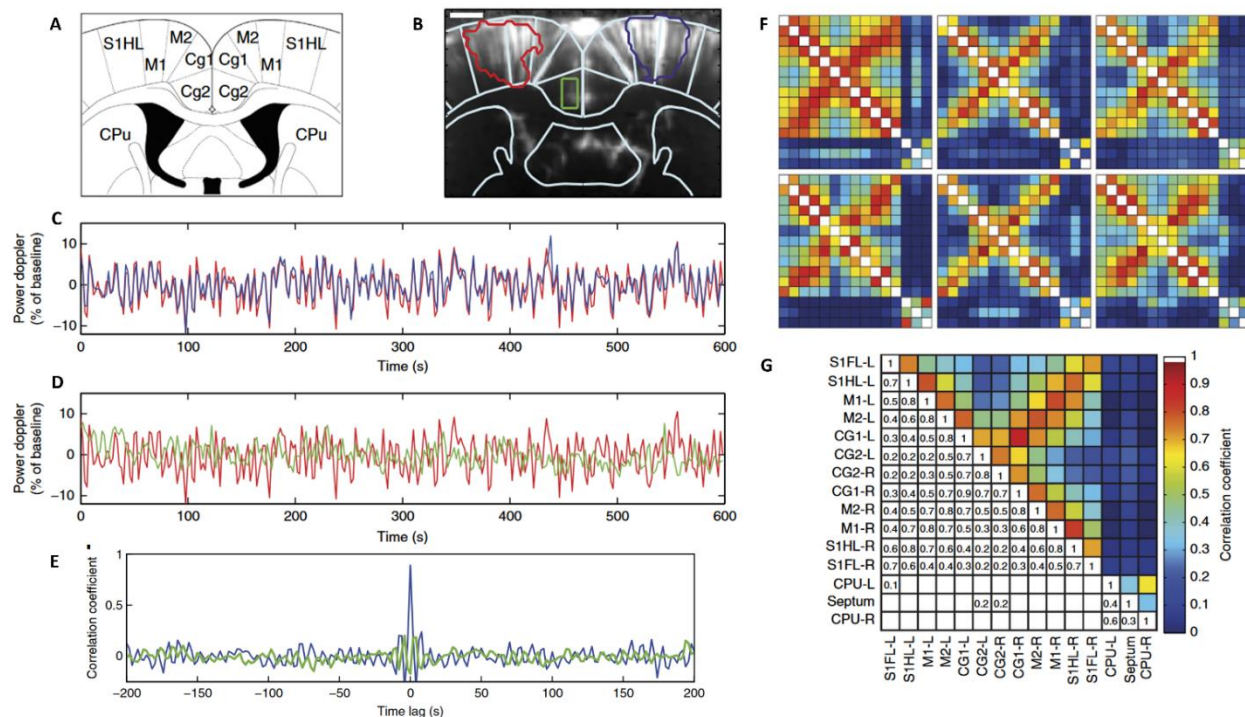 A
S1HL
M2
M2
S1HL
M1
Cg1
Cg1
M1
Cg2
Cg2
CPu
CPu
B
C
Power doppler
(% of baseline)
10
0
−10
0
100
200
300
400
500
600
Time (s)
D
Power doppler
(% of baseline)
10
0
−10
0
100
200
300
400
500
600
Time (s)
E
Correlation coefficient
1
0.5
0
−200
−150
−100
−50
0
50
100
150
200
Time lag (s)
F
G
S1FL-L 1
S1HL-L 0.7 1
M1-L 0.5 0.8 1
M2-L 0.4 0.6 0.8 1
CG1-L 0.3 0.4 0.5 0.8 1
CG2-L 0.2 0.2 0.2 0.5 0.7 1
CG2-R 0.2 0.2 0.3 0.5 0.7 0.8 1
CG1-R 0.3 0.4 0.5 0.7 0.9 0.7 0.7 1
M2-R 0.4 0.5 0.7 0.8 0.7 0.5 0.5 0.8 1
M1-R 0.4 0.7 0.8 0.7 0.5 0.3 0.3 0.6 0.8 1
S1HL-R 0.6 0.8 0.7 0.6 0.4 0.2 0.2 0.4 0.6 0.8 1
S1FL-R 0.7 0.6 0.4 0.4 0.3 0.2 0.2 0.3 0.4 0.5 0.7 1
CPU-L 0.1 1
Septum 0.2 0.2 0.4 1
CPU-R 0.6 0.3 1
S1FL-L
S1HL-L
M1-L
M2-L
CG1-L
CG2-L
CG2-R
CG1-R
M2-R
M1-R
S1HL-R
S1FL-R
CPU-L
Septum
CPU-R
1
0.9
0.8
0.7
0.6
0.5
0.4
0.3
0.2
0.1
0
Correlation coefficient